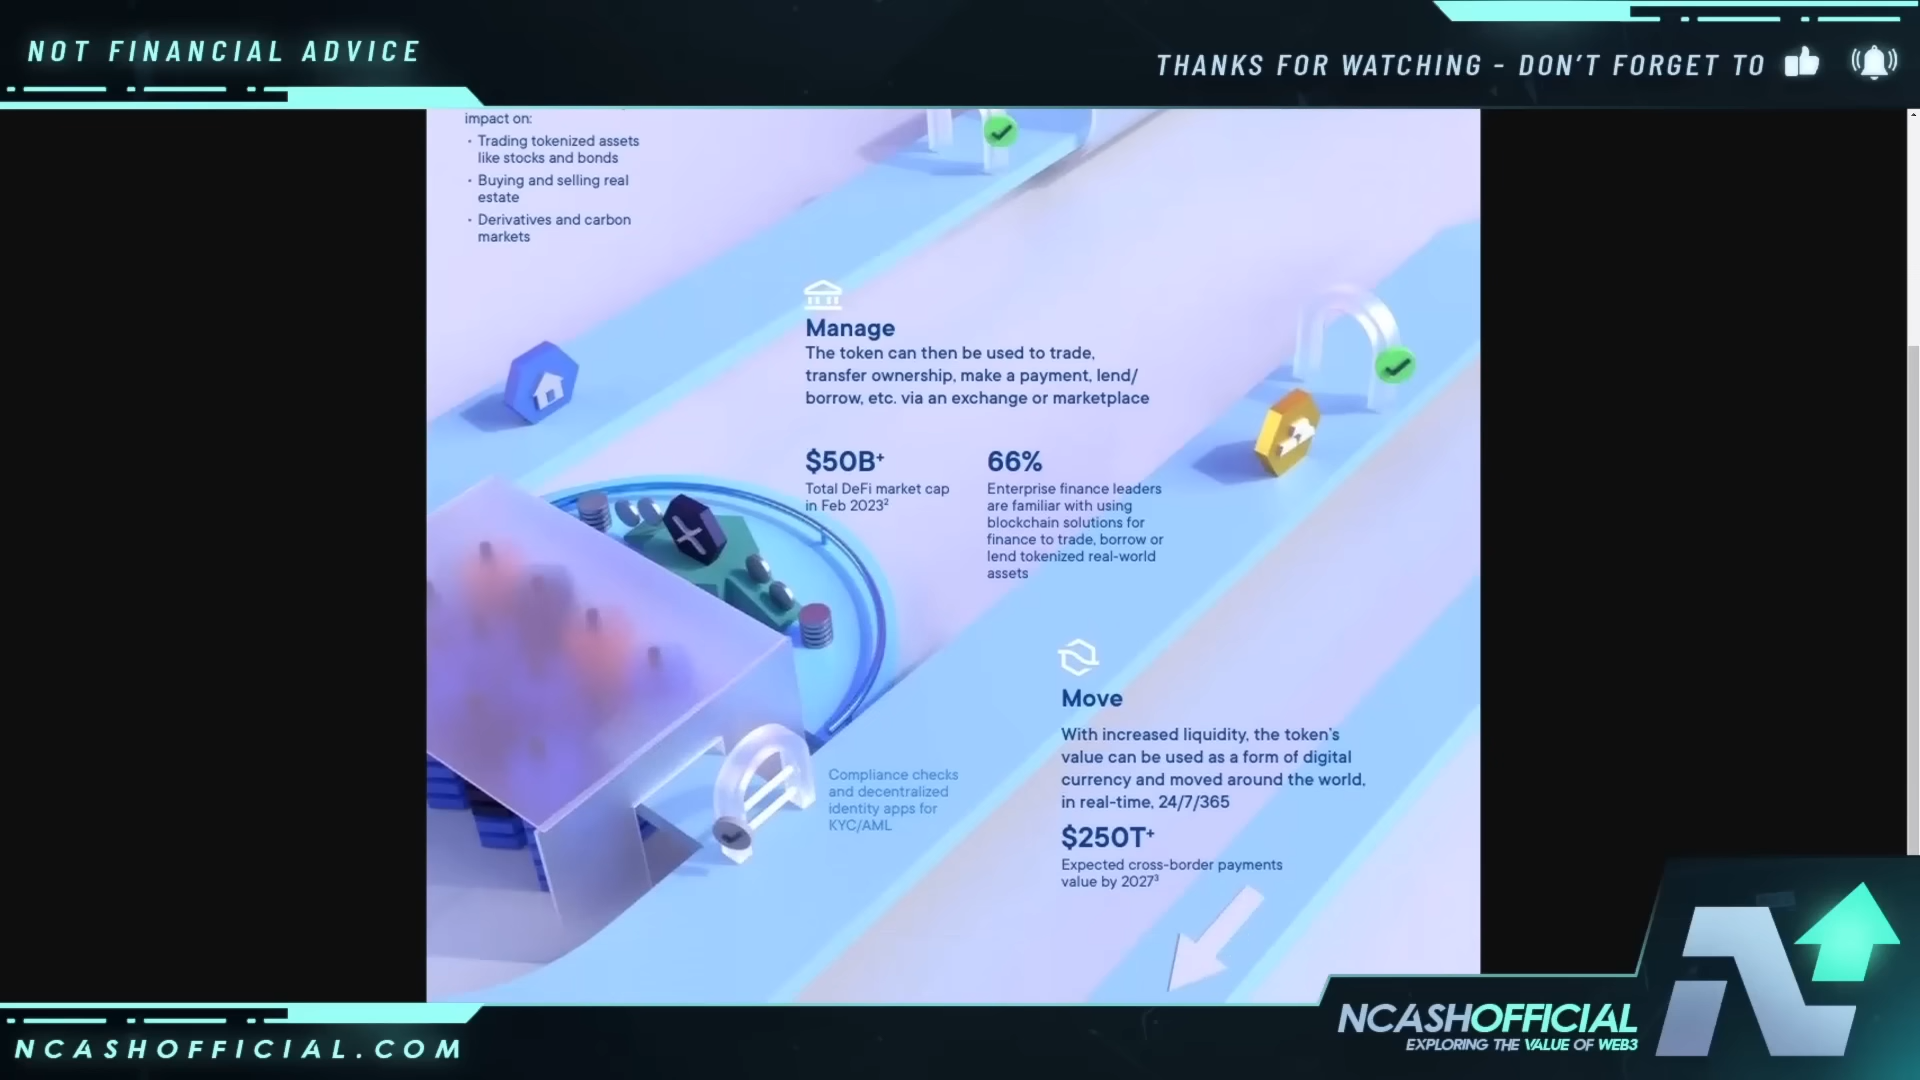 NOT FINANCIAL ADVICE
THANKS FOR WATCHING - DON'T FORGET TO
impact on:
· Trading tokenized assets
like stocks and bonds
· Buying and selling real
estate
· Derivatives and carbon
markets
Manage
The token can then be used to trade,
transfer ownership, make a payment, lend/
borrow, etc. via an exchange or marketplace
$50B+
Total DeFi market cap
in Feb 2023²
66%
Enterprise finance leaders
are familiar with using
blockchain solutions for
finance to trade, borrow or
lend tokenized real-world
assets
Move
With increased liquidity, the token's
value can be used as a form of digital
currency and moved around the world,
in real-time, 24/7/365
$250T+
Expected cross-border payments
value by 2027³
Compliance checks
and decentralized
identity apps for
KYC/AML
NCASHOFFICIAL.COM
NCASHOFFICIAL
EXPLORING THE VALUE OF WEB3